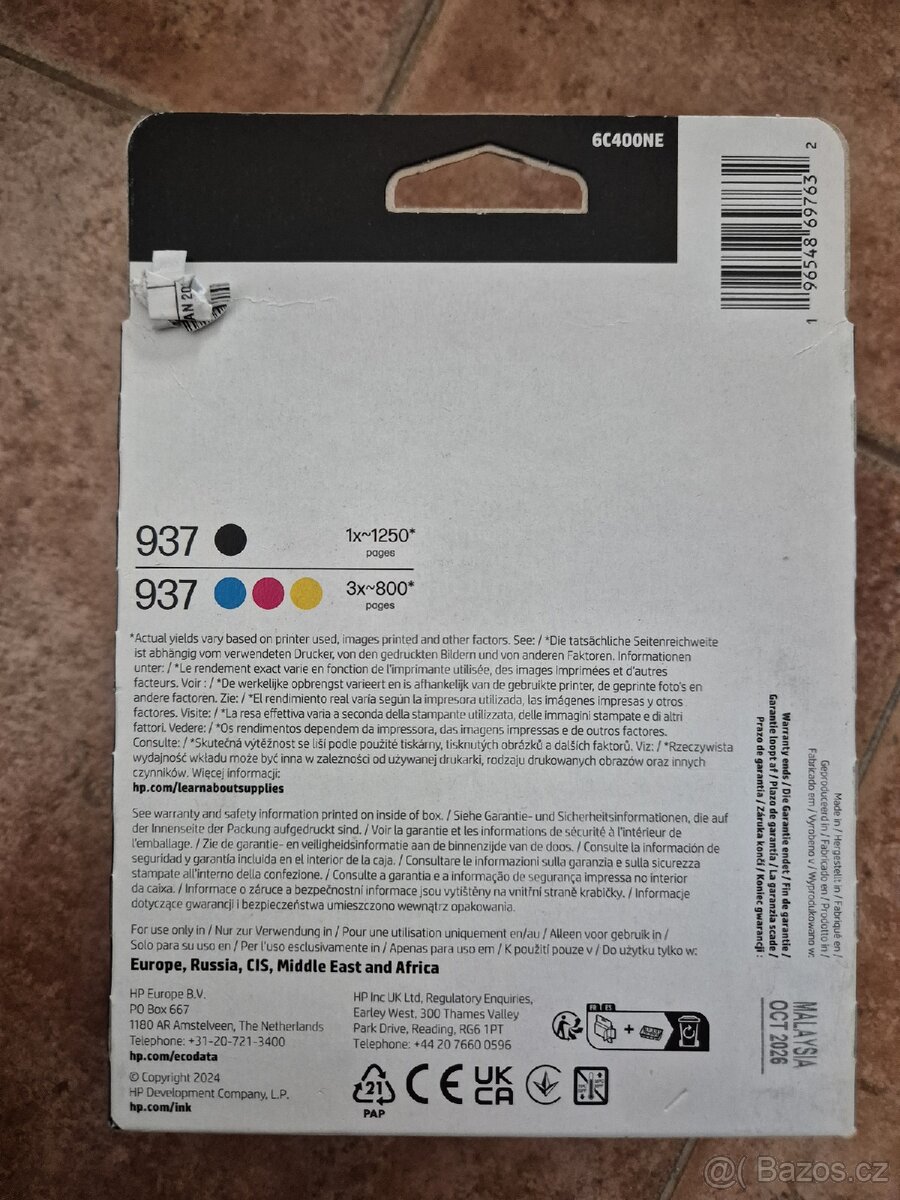 6C400NE
1 96548 69763 2
AN 20
937
1x~1250*
pages
937
3x~800*
pages
*Actual yields vary based on printer used, images printed and other factors. See: / *Die tatsächliche Seitenreichweite
ist abhängig vom verwendeten Drucker, von den gedruckten Bildern und von anderen Faktoren. Informationen
unter: / *Le rendement exact varie en fonction de l'imprimante utilisée, des images imprimées et d'autres
facteurs. Voir : / *De werkelijke opbrengst varieert en is afhankelijk van de gebruikte printer, de geprinte foto's en
andere factoren. Zie: / *El rendimiento real varía según la impresora utilizada, las imágenes impresas y otros
factores. Visite: / *La resa effettiva varia a seconda della stampante utilizzata, delle immagini stampate e di altri
fattori. Vedere: / *Os rendimentos dependem da impressora, das imagens impressas e de outros factores.
Consulte: / *Skutečná výtěžnost se liší podle použité tiskárny, tisknutých obrázků a dalších faktorů. Viz: / *Rzeczywista
wydajność wkładu może być inna w zależności od używanej drukarki, rodzaju drukowanych obrazów oraz innych
czynników. Więcej informacji:
hp.com/learnaboutsupplies
See warranty and safety information printed on inside of box. / Siehe Garantie- und Sicherheitsinformationen, die auf
der Innenseite der Packung aufgedruckt sind. / Voir la garantie et les informations de sécurité à l'intérieur de
l'emballage. / Zie de garantie- en veiligheidsinformatie aan de binnenzijde van de doos. / Consulte la información de
seguridad y garantía incluida en el interior de la caja. / Consultare le informazioni sulla garanzia e sulla sicurezza
stampate all'interno della confezione. / Consulte a garantia e a informação de segurança impressa no interior
da caixa. / Informace o záruce a bezpečnostní informace jsou vytištěny na vnitřní straně krabičky. / Informacje
dotyczące gwarancji i bezpieczeństwa umieszczono wewnątrz opakowania.
For use only in / Nur zur Verwendung in / Pour une utilisation uniquement en/au / Alleen voor gebruik in /
Solo para su uso en / Per l'uso esclusivamente in / Apenas para uso em / K použití pouze v / Do użytku tylko w:
Europe, Russia, CIS, Middle East and Africa
HP Europe B.V.
PO Box 667
1180 AR Amstelveen, The Netherlands
Telephone: +31-20-721-3400
hp.com/ecodata
© Copyright 2024
HP Development Company, L.P.
hp.com/ink
HP Inc UK Ltd, Regulatory Enquiries,
Earley West, 300 Thames Valley
Park Drive, Reading, RG6 1PT
Telephone: +44 20 7660 0596
FR ES
+
21
PAP
CE
UK
CA
Made in / Hergestellt in / Fabriqué en /
Geproduceerd in / Fabricado en / Prodotto in /
Fabricado em / Vyrobeno v / Wyprodukowano w:
Warranty ends / Die Garantie endet / Fin de garantie /
Garantie loopt af / Plazo de garantía / La garanzia scade /
Prazo de garantia / Záruka končí / Koniec gwarancji :
MALAYSIA
OCT 2026
@( Bazos.cz